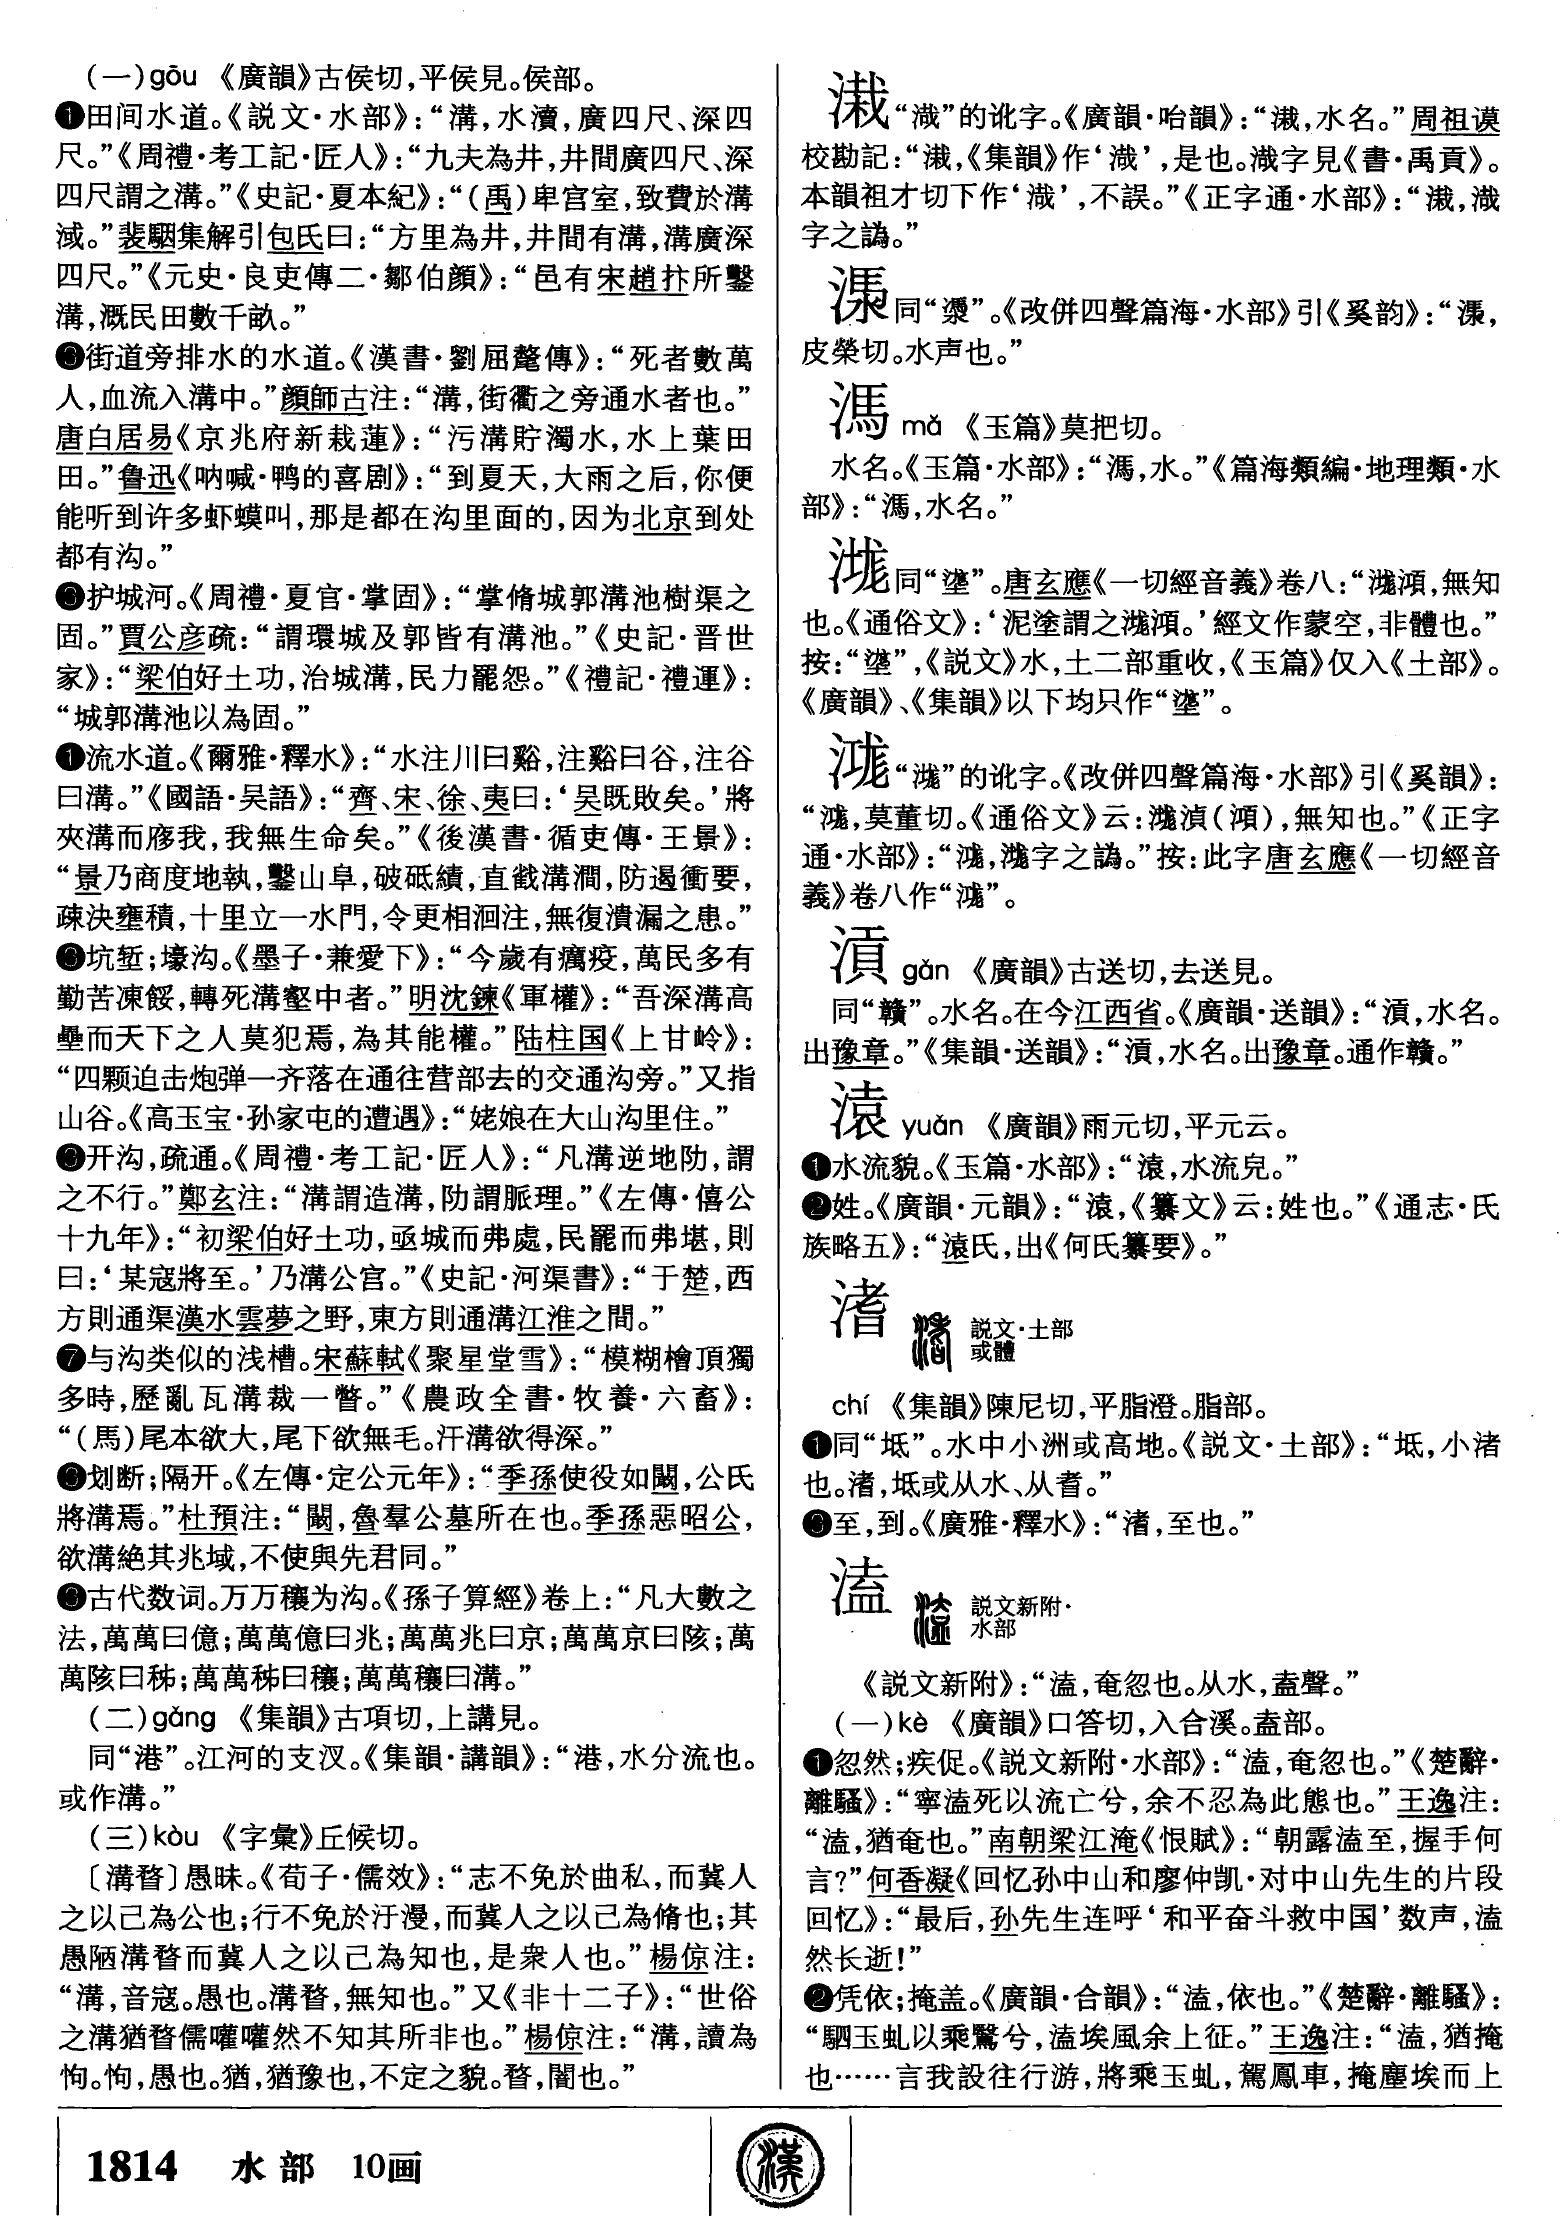 (一)gōu 《廣韻》古侯切,平侯見。侯部。
❶田间水道。《説文·水部》:“溝,水瀆,廣四尺、深四
尺。”《周禮·考工記·匠人》:“九夫為井,井間廣四尺、深
四尺謂之溝。”《史記·夏本紀》:“(禹)卑宫室,致費於溝
淢。”裴駰集解引包氏曰:“方里為井,井間有溝,溝廣深
四尺。”《元史·良吏傳二·鄒伯顔》:“邑有宋趙抃所鑿
溝,溉民田數千畝。”
❷街道旁排水的水道。《漢書·劉屈氂傳》:“死者數萬
人,血流入溝中。”顔師古注:“溝,街衢之旁通水者也。”
唐白居易《京兆府新栽蓮》:“污溝貯濁水,水上葉田
田。”鲁迅《呐喊·鸭的喜剧》:“到夏天,大雨之后,你便
能听到许多虾蟆叫,那是都在沟里面的,因为北京到处
都有沟。”
❸护城河。《周禮·夏官·掌固》:“掌脩城郭溝池樹渠之
固。”賈公彦疏:“謂環城及郭皆有溝池。”《史記·晋世
家》:“梁伯好土功,治城溝,民力罷怨。”《禮記·禮運》:
“城郭溝池以為固。”
❹流水道。《爾雅·釋水》:“水注川曰谿,注谿曰谷,注谷
曰溝。”《國語·吴語》:“齊、宋、徐、夷曰:‘吴既敗矣。’將
夾溝而㢋我,我無生命矣。”《後漢書·循吏傳·王景》:
“景乃商度地埶,鑿山阜,破砥績,直截溝澗,防遏衝要,
疎決壅積,十里立一水門,令更相洄注,無復潰漏之患。”
❺坑堑;壕沟。《墨子·兼愛下》:“今歲有癘疫,萬民多有
勤苦凍餒,轉死溝壑中者。”明沈鍊《軍權》:“吾深溝高
壘而天下之人莫犯焉,為其能權。”陆柱国《上甘岭》:
“四颗迫击炮弹一齐落在通往营部去的交通沟旁。”又指
山谷。《高玉宝·孙家屯的遭遇》:“姥娘在大山沟里住。”
❻开沟,疏通。《周禮·考工記·匠人》:“凡溝逆地阞,謂
之不行。”鄭玄注:“溝謂造溝,阞謂脈理。”《左傳·僖公
十九年》:“初梁伯好土功,亟城而弗處,民罷而弗堪,則
曰:‘某寇將至。’乃溝公宫。”《史記·河渠書》:“于楚,西
方則通渠漢水雲夢之野,東方則通溝江淮之間。”
❼与沟类似的浅槽。宋蘇軾《聚星堂雪》:“模糊檜頂獨
多時,歷亂瓦溝裁一瞥。”《農政全書·牧養·六畜》:
“(馬)尾本欲大,尾下欲無毛。汗溝欲得深。”
❽划断;隔开。《左傳·定公元年》:“季孫使役如闞,公氏
將溝焉。”杜預注:“闞,魯羣公墓所在也。季孫惡昭公,
欲溝絶其兆域,不使與先君同。”
❾古代数词。万万穰为沟。《孫子算經》卷上:“凡大數之
法,萬萬曰億;萬萬億曰兆;萬萬兆曰京;萬萬京曰陔;萬
萬陔曰秭;萬萬秭曰穰;萬萬穰曰溝。”
(二)gǎng 《集韻》古項切,上講見。
同“港”。江河的支汊。《集韻·講韻》:“港,水分流也。
或作溝。”
(三)kòu 《字彙》丘候切。
〔溝瞀〕愚昧。《荀子·儒效》:“志不免於曲私,而冀人
之以己為公也;行不免於汙漫,而冀人之以己為脩也;其
愚陋溝瞀而冀人之以己為知也,是衆人也。”楊倞注:
“溝,音寇。愚也。溝瞀,無知也。”又《非十二子》:“世俗
之溝猶瞀儒嚾嚾然不知其所非也。”楊倞注:“溝,讀為
怐。怐,愚也。猶,猶豫也,不定之貌。瞀,闇也。”
“渽”的讹字。《廣韻·咍韻》:“,水名。”周祖谟
校勘記:“,《集韻》作‘渽’,是也。渽字見《書·禹貢》。
本韻祖才切下作‘渽’,不誤。”《正字通·水部》:“,渽
字之譌。”
同“”。《改併四聲篇海·水部》引《奚韵》:“,
皮榮切。水声也。”
溤 mǎ 《玉篇》莫把切。
水名。《玉篇·水部》:“溤,水。”《篇海類編·地理類·水
部》:“溤,水名。”
同“塣”。唐玄應《一切經音義》卷八:“澒,無知
也。《通俗文》:‘泥塗謂之澒。’經文作蒙空,非體也。”
按:“”,《説文》水,土二部重收,《玉篇》仅入《土部》。
《廣韻》、《集韻》以下均只作“”。
“”的讹字。《改併四聲篇海·水部》引《奚韻》:
“,莫董切。《通俗文》云:湞(澒),無知也。”《正字
通·水部》:“,字之譌。”按:此字唐玄應《一切經音
義》卷八作“”。
湏 gǎn 《廣韻》古送切,去送見。
同“贛”。水名。在今江西省。《廣韻·送韻》:“,水名。
出豫章。”《集韻·送韻》:“,水名。出豫章。通作贛。”
溒 yuǎn 《廣韻》雨元切,平元云。
❶水流貌。《玉篇·水部》:“溒,水流皃。”
❷姓。《廣韻·元韻》:“溒,《纂文》云:姓也。”《通志·氏
族略五》:“溒氏,出《何氏纂要》。”
渚 説文·土部
或體
chí 《集韻》陳尼切,平脂澄。脂部。
❶同“坻”。水中小洲或高地。《説文·土部》:“坻,小渚
也。𣸈,坻或从水、从耆。”
❷至,到。《廣雅·釋水》:“,至也。”
溘 説文新附·
水部
《説文新附》:“溘,奄忽也。从水,盍聲。”
(一)kè 《廣韻》口答切,入合溪。盍部。
❶忽然;疾促。《説文新附·水部》:“溘,奄忽也。”《楚辭·
離騷》:“寧溘死以流亡兮,余不忍為此態也。”王逸注:
“溘,猶奄也。”南朝梁江淹《恨賦》:“朝露溘至,握手何
言?”何香凝《回忆孙中山和廖仲凯·对中山先生的片段
回忆》:“最后,孙先生连呼‘和平奋斗救中国’数声,溘
然长逝!”
❷凭依;掩盖。《廣韻·合韻》:“溘,依也。”《楚辭·離騷》:
“駟玉虬以乘鷖兮,溘埃風余上征。”王逸注:“溘,猶掩
也……言我設往行游,將乘玉虬,駕鳳車,掩塵埃而上
1814 水部 10画
漢